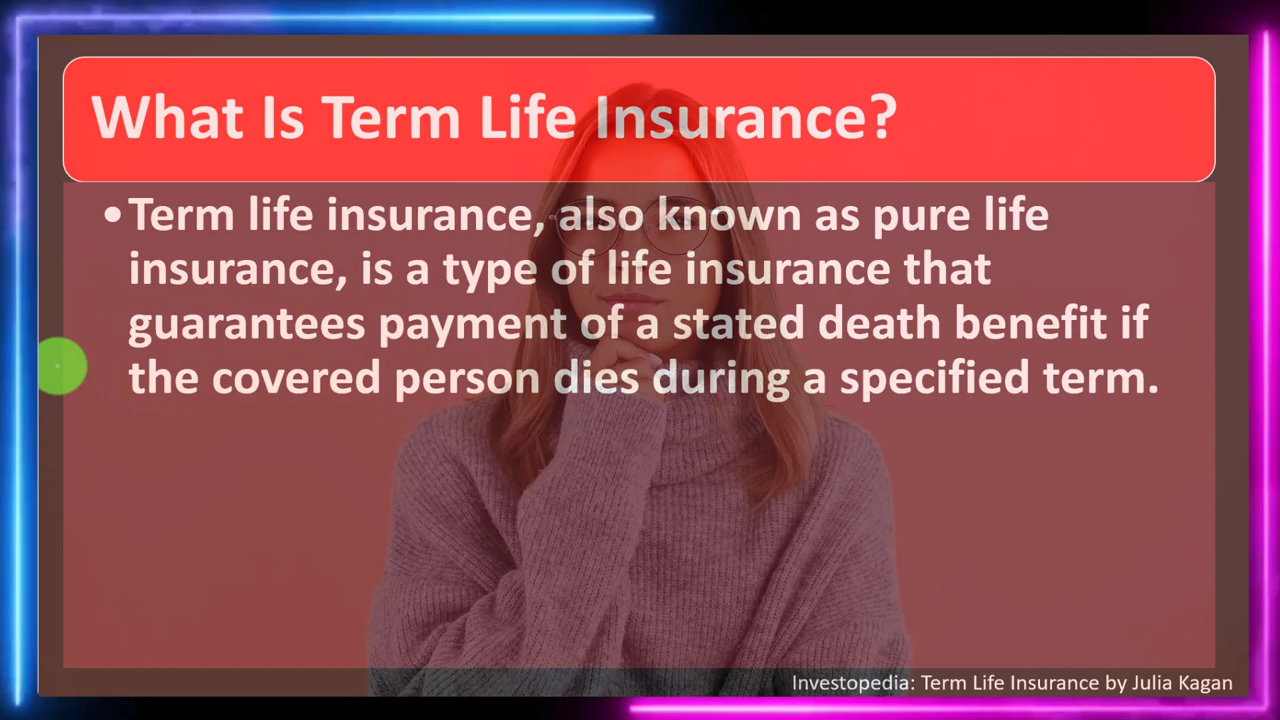 What Is Term Life Insurance?
•Term life insurance, also known as pure life
insurance, is a type of life insurance that
guarantees payment of a stated death benefit if
the covered person dies during a specified term.
Investopedia: Term Life Insurance by Julia Kagan